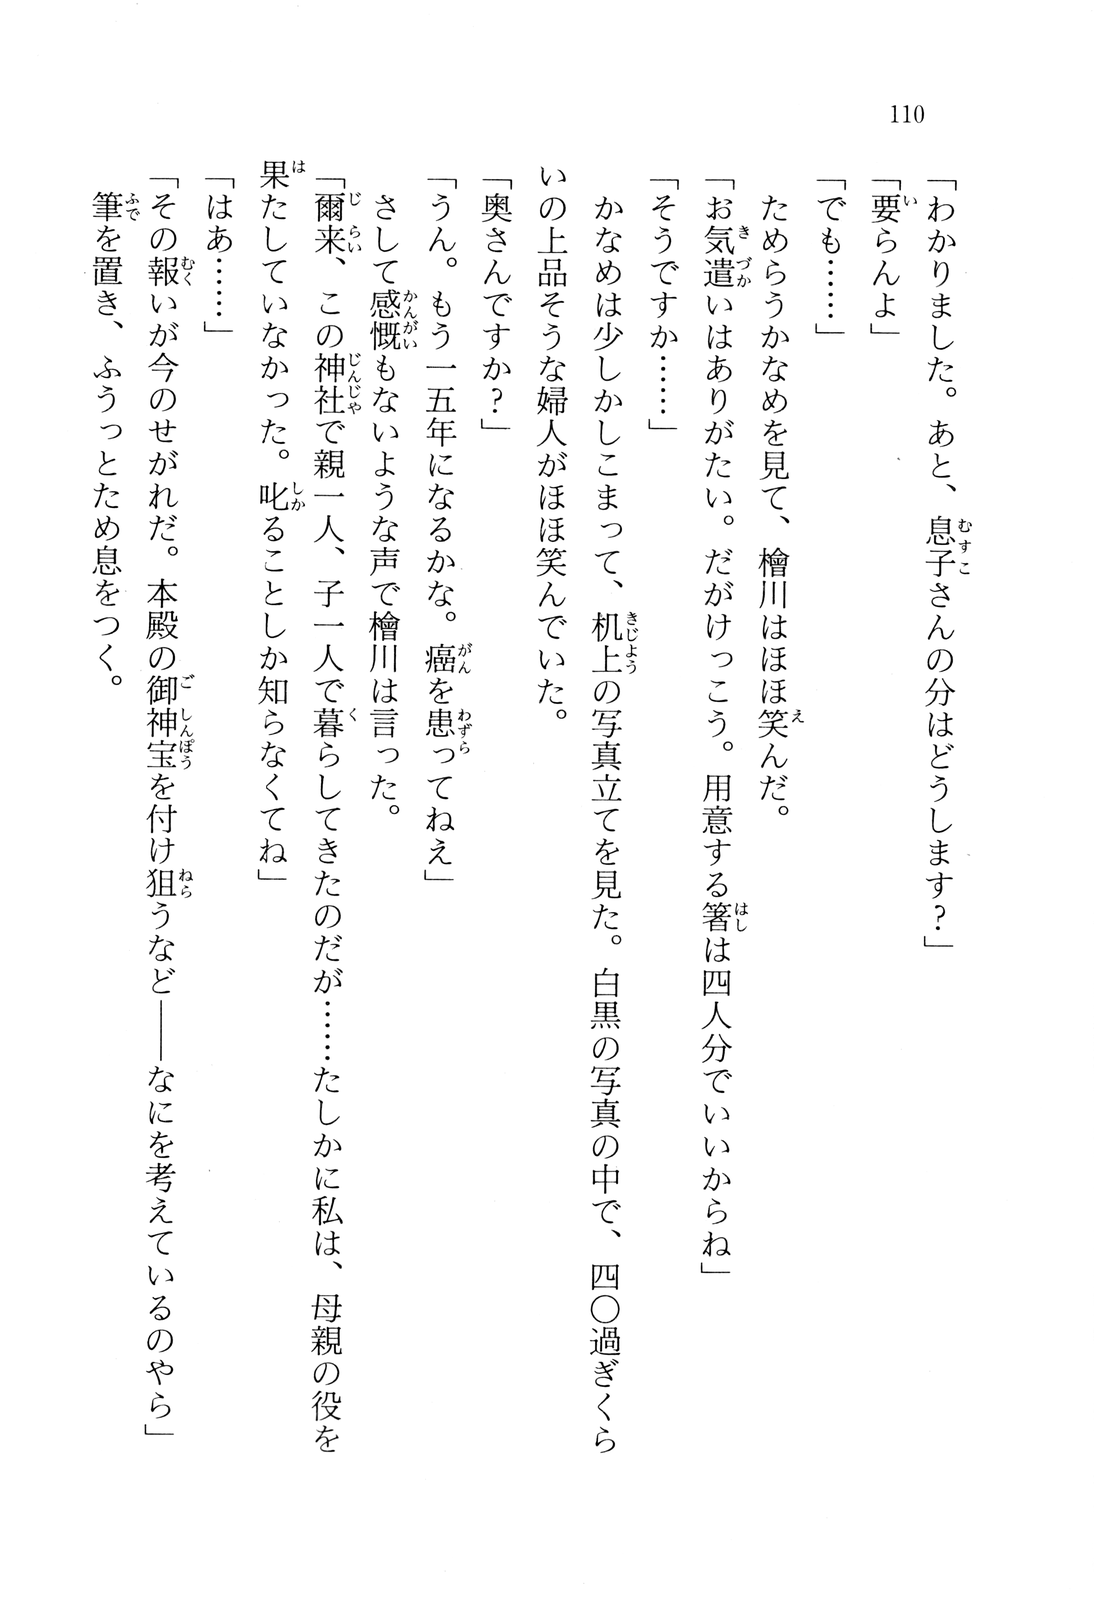 110
「わかりました。あと、息子さんの分はどうします?」
「要らんよ」
「でも……」
ためらうかなめを見て、檜川はほほ笑んだ。
「お気遣いはありがたい。だがけっこう。用意する箸は四人分でいいからね」
「そうですか……」
かなめは少しかしこまって、机上の写真立てを見た。白黒の写真の中で、四〇過ぎくら
いの上品そうな婦人がほほ笑んでいた。
「奥さんですか?」
「うん。もう一五年になるかな。癌を患ってねえ」
さして感慨もないような声で檜川は言った。
「爾来、この神社で親一人、子一人で暮らしてきたのだが……たしかに私は、母親の役を
果たしていなかった。叱ることしか知らなくてね」
「はあ……」
「その報いが今のせがれだ。本殿の御神宝を付け狙うなど――なにを考えているのやら」
筆を置き、ふうっとため息をつく。